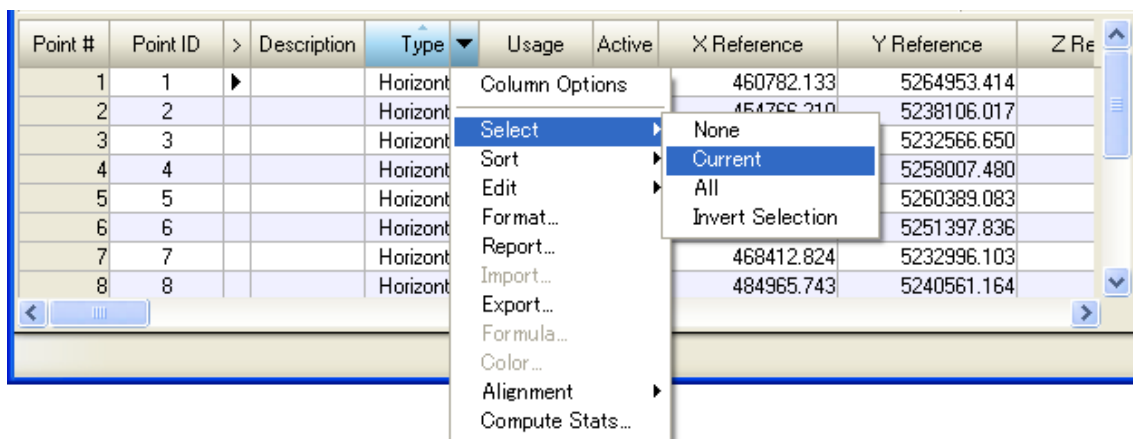 Point # Point ID > Description Type Usage Active X Reference Y Reference Z Re
1 1 Horizont 460782.133 5264953.414
2 2 Horizont 454766.210 5238106.017
3 3 Horizont 5232566.650
4 4 Horizont 5258007.480
5 5 Horizont 5260389.083
6 6 Horizont 5251397.836
7 7 Horizont 468412.824 5232996.103
8 8 Horizont 484965.743 5240561.164
Column Options
Select
Sort
Edit
Format...
Report...
Import...
Export...
Formula...
Color...
Alignment
Compute Stats...
None
Current
All
Invert Selection